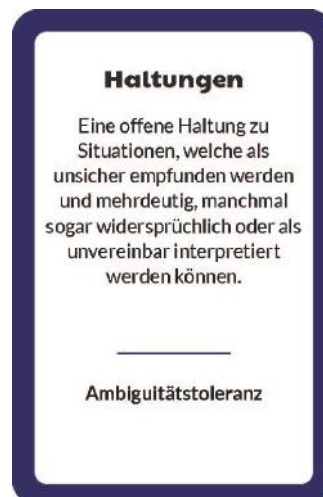 Haltungen
Eine offene Haltung zu
Situationen, welche als
unsicher empfunden werden
und mehrdeutig, manchmal
sogar widersprüchlich oder als
unvereinbar interpretiert
werden können.
Ambiguitätstoleranz